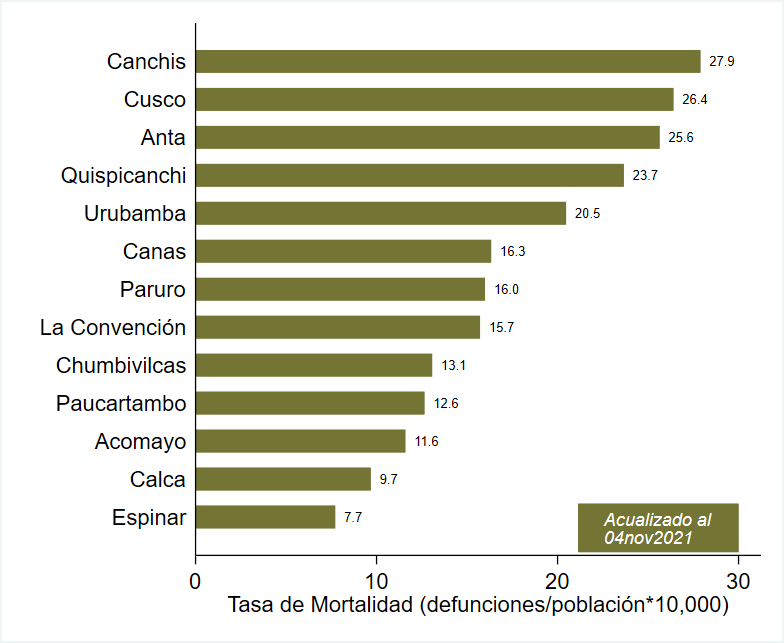 Canchis 27.9
Cusco 26.4
Anta 25.6
Quispicanchi 23.7
Urubamba 20.5
Canas 16.3
Paruro 16.0
La Convención 15.7
Chumbivilcas 13.1
Paucartambo 12.6
Acomayo 11.6
Calca 9.7
Espinar 7.7
Acualizado al
04nov2021
0 10 20 30
Tasa de Mortalidad (defunciones/población*10,000)